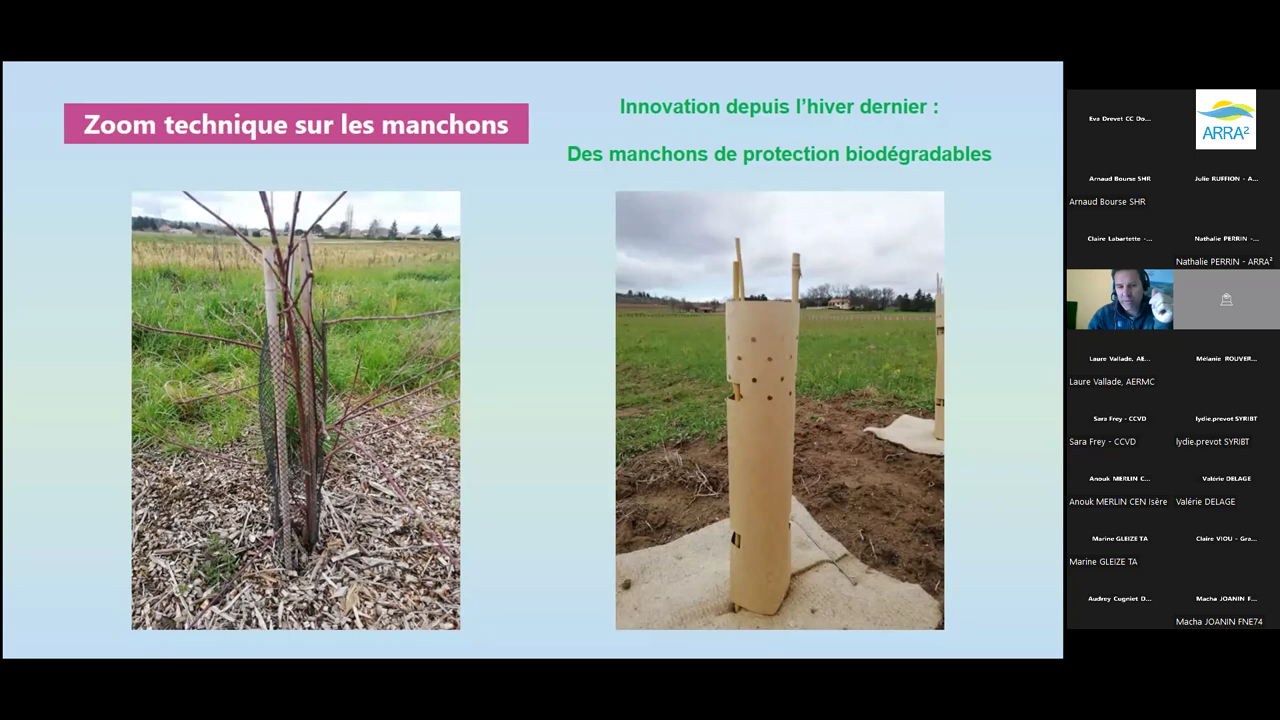 Zoom technique sur les manchons
Innovation depuis l'hiver dernier :
Des manchons de protection biodégradables
Eva Drevet CC Do...
ARRA²
Arnaud Bourse SHR
Julie RUFFION - A...
Arnaud Bourse SHR
Claire Labartette -...
Nathalie PERRIN -...
Nathalie PERRIN - ARRA²
Laure Vallade, AE...
Mélanie ROUVER...
Laure Vallade, AERMC
Sara Frey - CCVD
lydie.prevot SYRIBT
Sara Frey - CCVD
lydie.prevot SYRIBT
Anouk MERLIN C...
Valérie DELAGE
Anouk MERLIN CEN Isère
Valérie DELAGE
Marine GLEIZE TA
Claire VIOU - Gra...
Marine GLEIZE TA
Audrey Cugniet D...
Macha JOANIN F...
Macha JOANIN FNE74